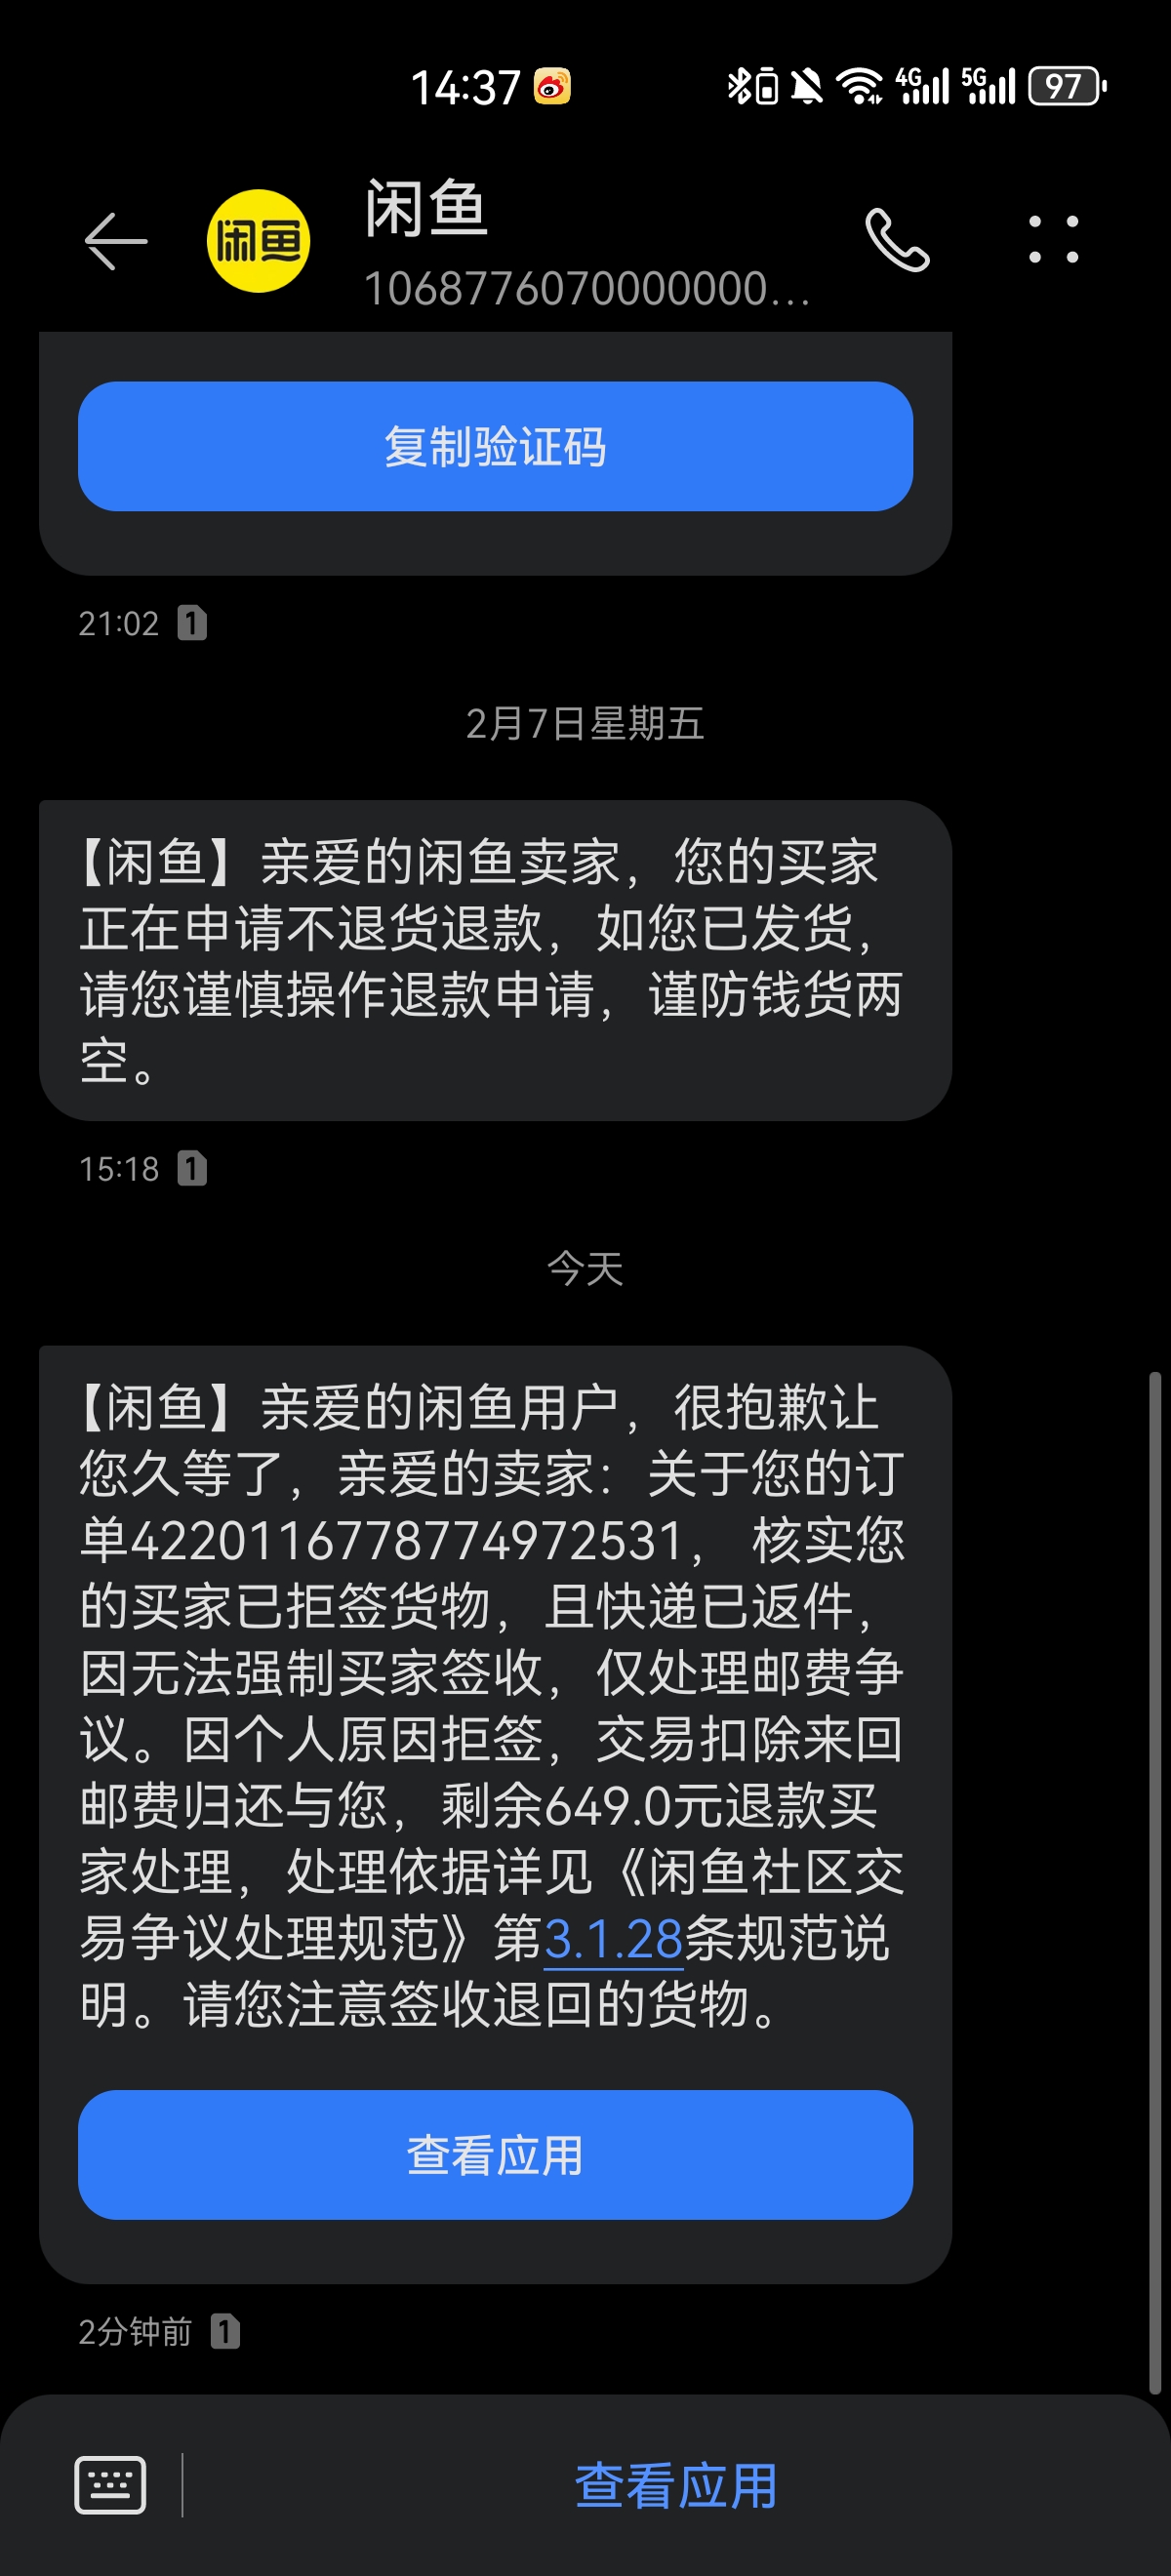 14:37
4G
5G
97
闲鱼
闲鱼
1068776070000000...
复制验证码
21:02 1
2月7日星期五
【闲鱼】亲爱的闲鱼卖家，您的买家
正在申请不退货退款，如您已发货，
请您谨慎操作退款申请，谨防钱货两
空。
15:18 1
今天
【闲鱼】亲爱的闲鱼用户，很抱歉让
您久等了，亲爱的卖家：关于您的订
单4220116778774972531， 核实您
的买家已拒签货物，且快递已返件，
因无法强制买家签收，仅处理邮费争
议。因个人原因拒签，交易扣除来回
邮费归还与您，剩余649.0元退款买
家处理，处理依据详见《闲鱼社区交
易争议处理规范》第3.1.28条规范说
明。请您注意签收退回的货物。
查看应用
2分钟前 1
查看应用